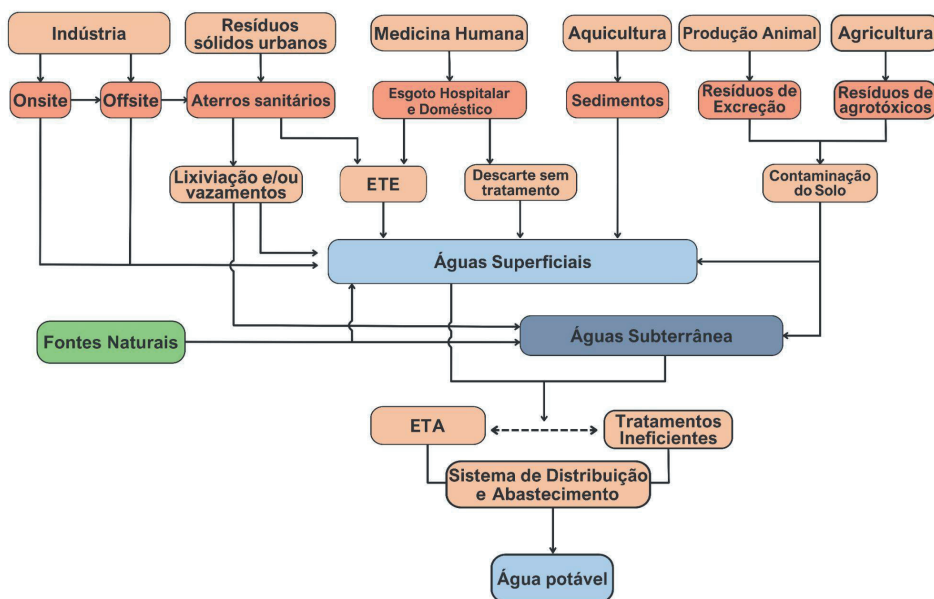 Indústria
Resíduos
sólidos urbanos
Medicina Humana
Aquicultura
Produção Animal
Agricultura
Onsite
Offsite
Aterros sanitários
Esgoto Hospitalar
e Doméstico
Sedimentos
Resíduos de
Excreção
Resíduos
de agrotóxicos
Lixiviação e/ou
vazamentos
ETE
Descarte sem
tratamento
Contaminação
do Solo
Águas Superficiais
Fontes Naturais
Águas Subterrânea
ETA
Tratamentos
Ineficientes
Sistema de Distribuição
e Abastecimento
Água potável